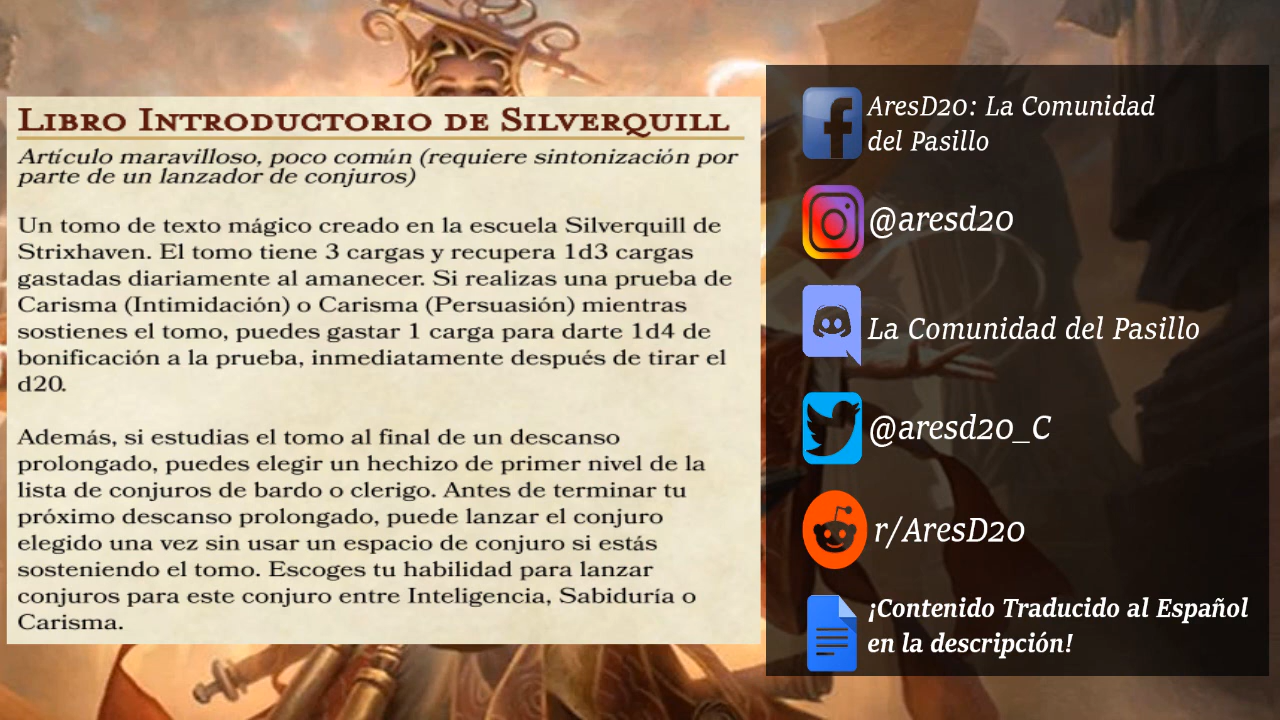 Libro Introductorio de Silverquill
Artículo maravilloso, poco común (requiere sintonización por
parte de un lanzador de conjuros)
Un tomo de texto mágico creado en la escuela Silverquill de
Strixhaven. El tomo tiene 3 cargas y recupera 1d3 cargas
gastadas diariamente al amanecer. Si realizas una prueba de
Carisma (Intimidación) o Carisma (Persuasión) mientras
sostienes el tomo, puedes gastar 1 carga para darte 1d4 de
bonificación a la prueba, inmediatamente después de tirar el
d20.
Además, si estudias el tomo al final de un descanso
prolongado, puedes elegir un hechizo de primer nivel de la
lista de conjuros de bardo o clerigo. Antes de terminar tu
próximo descanso prolongado, puede lanzar el conjuro
elegido una vez sin usar un espacio de conjuro si estás
sosteniendo el tomo. Escoges tu habilidad para lanzar
conjuros para este conjuro entre Inteligencia, Sabiduría o
Carisma.
AresD20: La Comunidad
del Pasillo
@aresd20
La Comunidad del Pasillo
@aresd20_C
r/AresD20
¡Contenido Traducido al Español
en la descripción!